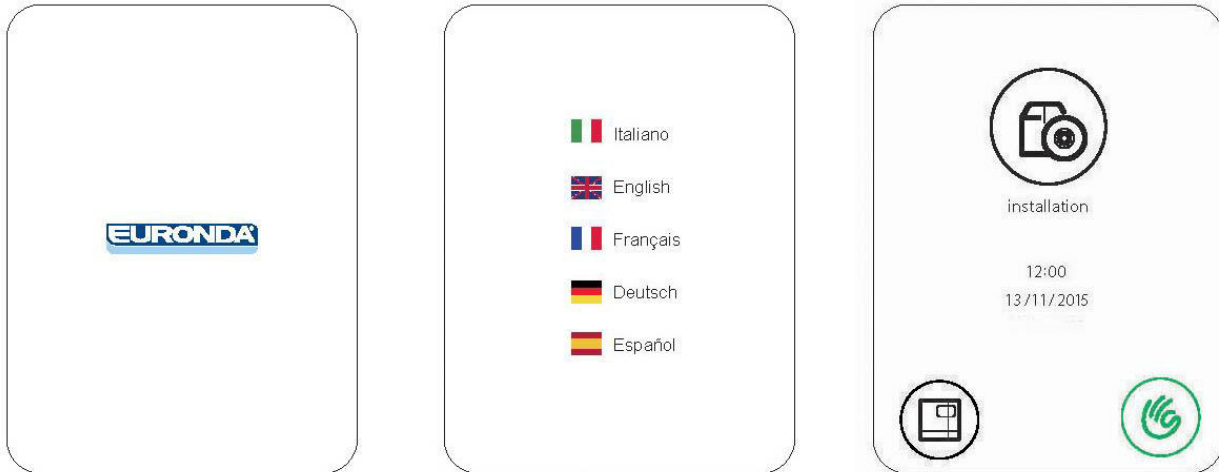 EURONDA
Italiano
English
Français
Deutsch
Español
installation
12:00
13/11/2015